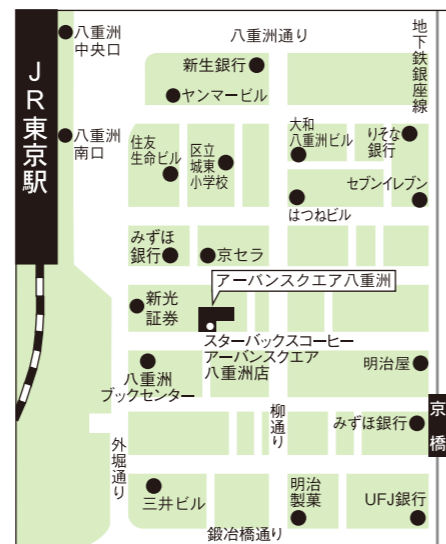 八重洲
中央口
八重洲通り
地下鉄銀座線
新生銀行
ヤンマービル
JR東京駅
八重洲
南口
住友
生命ビル
区立
城東
小学校
大和
八重洲ビル
りそな
銀行
セブンイレブン
はつねビル
みずほ
銀行
京セラ
アーバンスクエア八重洲
新光
証券
スターバックスコーヒー
アーバンスクエア
八重洲店
八重洲
ブックセンター
明治屋
京橋
柳通り
みずほ銀行
外堀通り
三井ビル
明治
製菓
UFJ銀行
鍛冶橋通り